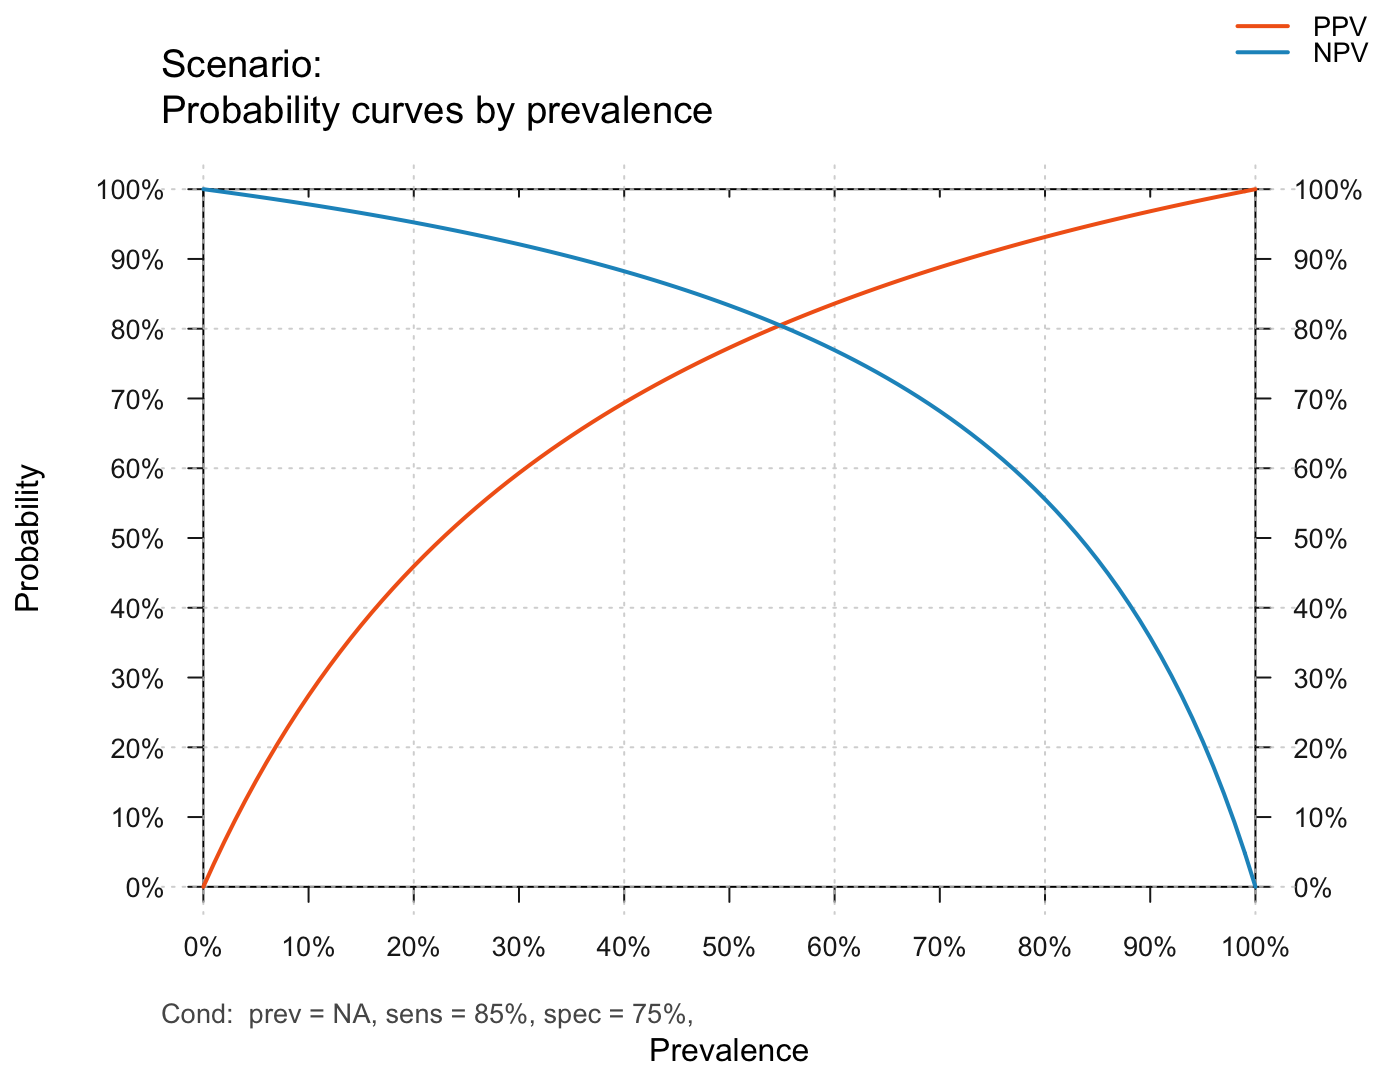 PPV
NPV
Scenario:
Probability curves by prevalence
100% 100%
90% 90%
80% 80%
70% 70%
60% 60%
50% 50%
40% 40%
30% 30%
20% 20%
10% 10%
0% 0%
Probability
0% 10% 20% 30% 40% 50% 60% 70% 80% 90% 100%
Cond:  prev = NA, sens = 85%, spec = 75%,
Prevalence